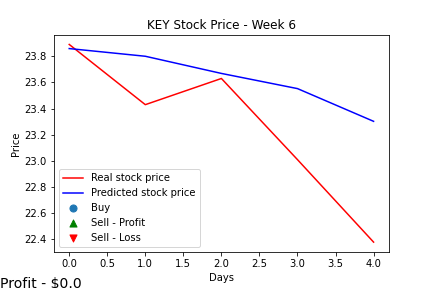 KEY Stock Price - Week 6
23.8
23.6
23.4
23.2
23.0
22.8
22.6
22.4
Price
Real stock price
Predicted stock price
Buy
Sell - Profit
Sell - Loss
0.0 0.5 1.0 1.5 2.0 2.5 3.0 3.5 4.0
Days
Profit - $0.0